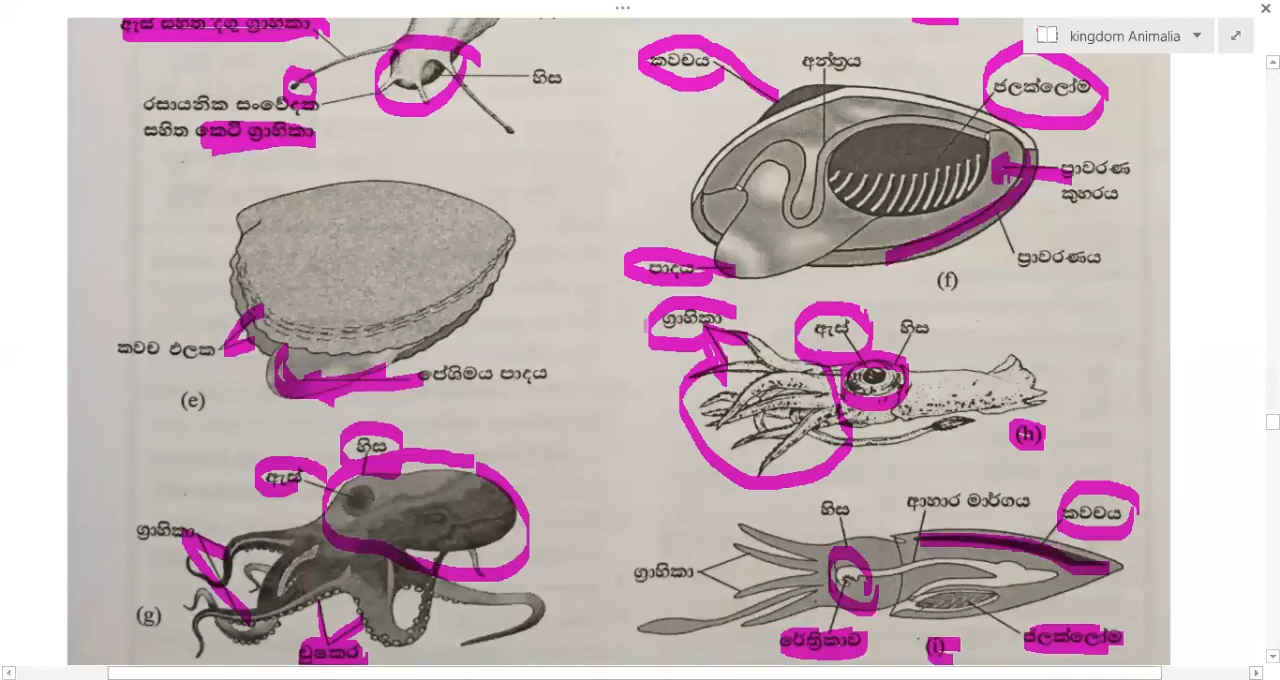 ඇස් සහිත දිගු ග්‍රාහිකා
හිස
රසායනික සංවේදක
සහිත කෙටි ග්‍රාහිකා
kingdom Animalia
කවචය
අන්ත්‍රය
ජලක්ලෝම
ප්‍රාවරණ
කුහරය
ප්‍රාවරණය
පාදය
(f)
කවච ඵලක
පේශිමය පාදය
(e)
ග්‍රාහිකා
ඇස්
හිස
(h)
හිස
ඇස්
ග්‍රාහිකා
(g)
චූෂකර
හිස
ආහාර මාර්ගය
කවචය
ග්‍රාහිකා
රේත්‍රිකාව
(i)
ජලක්ලෝම